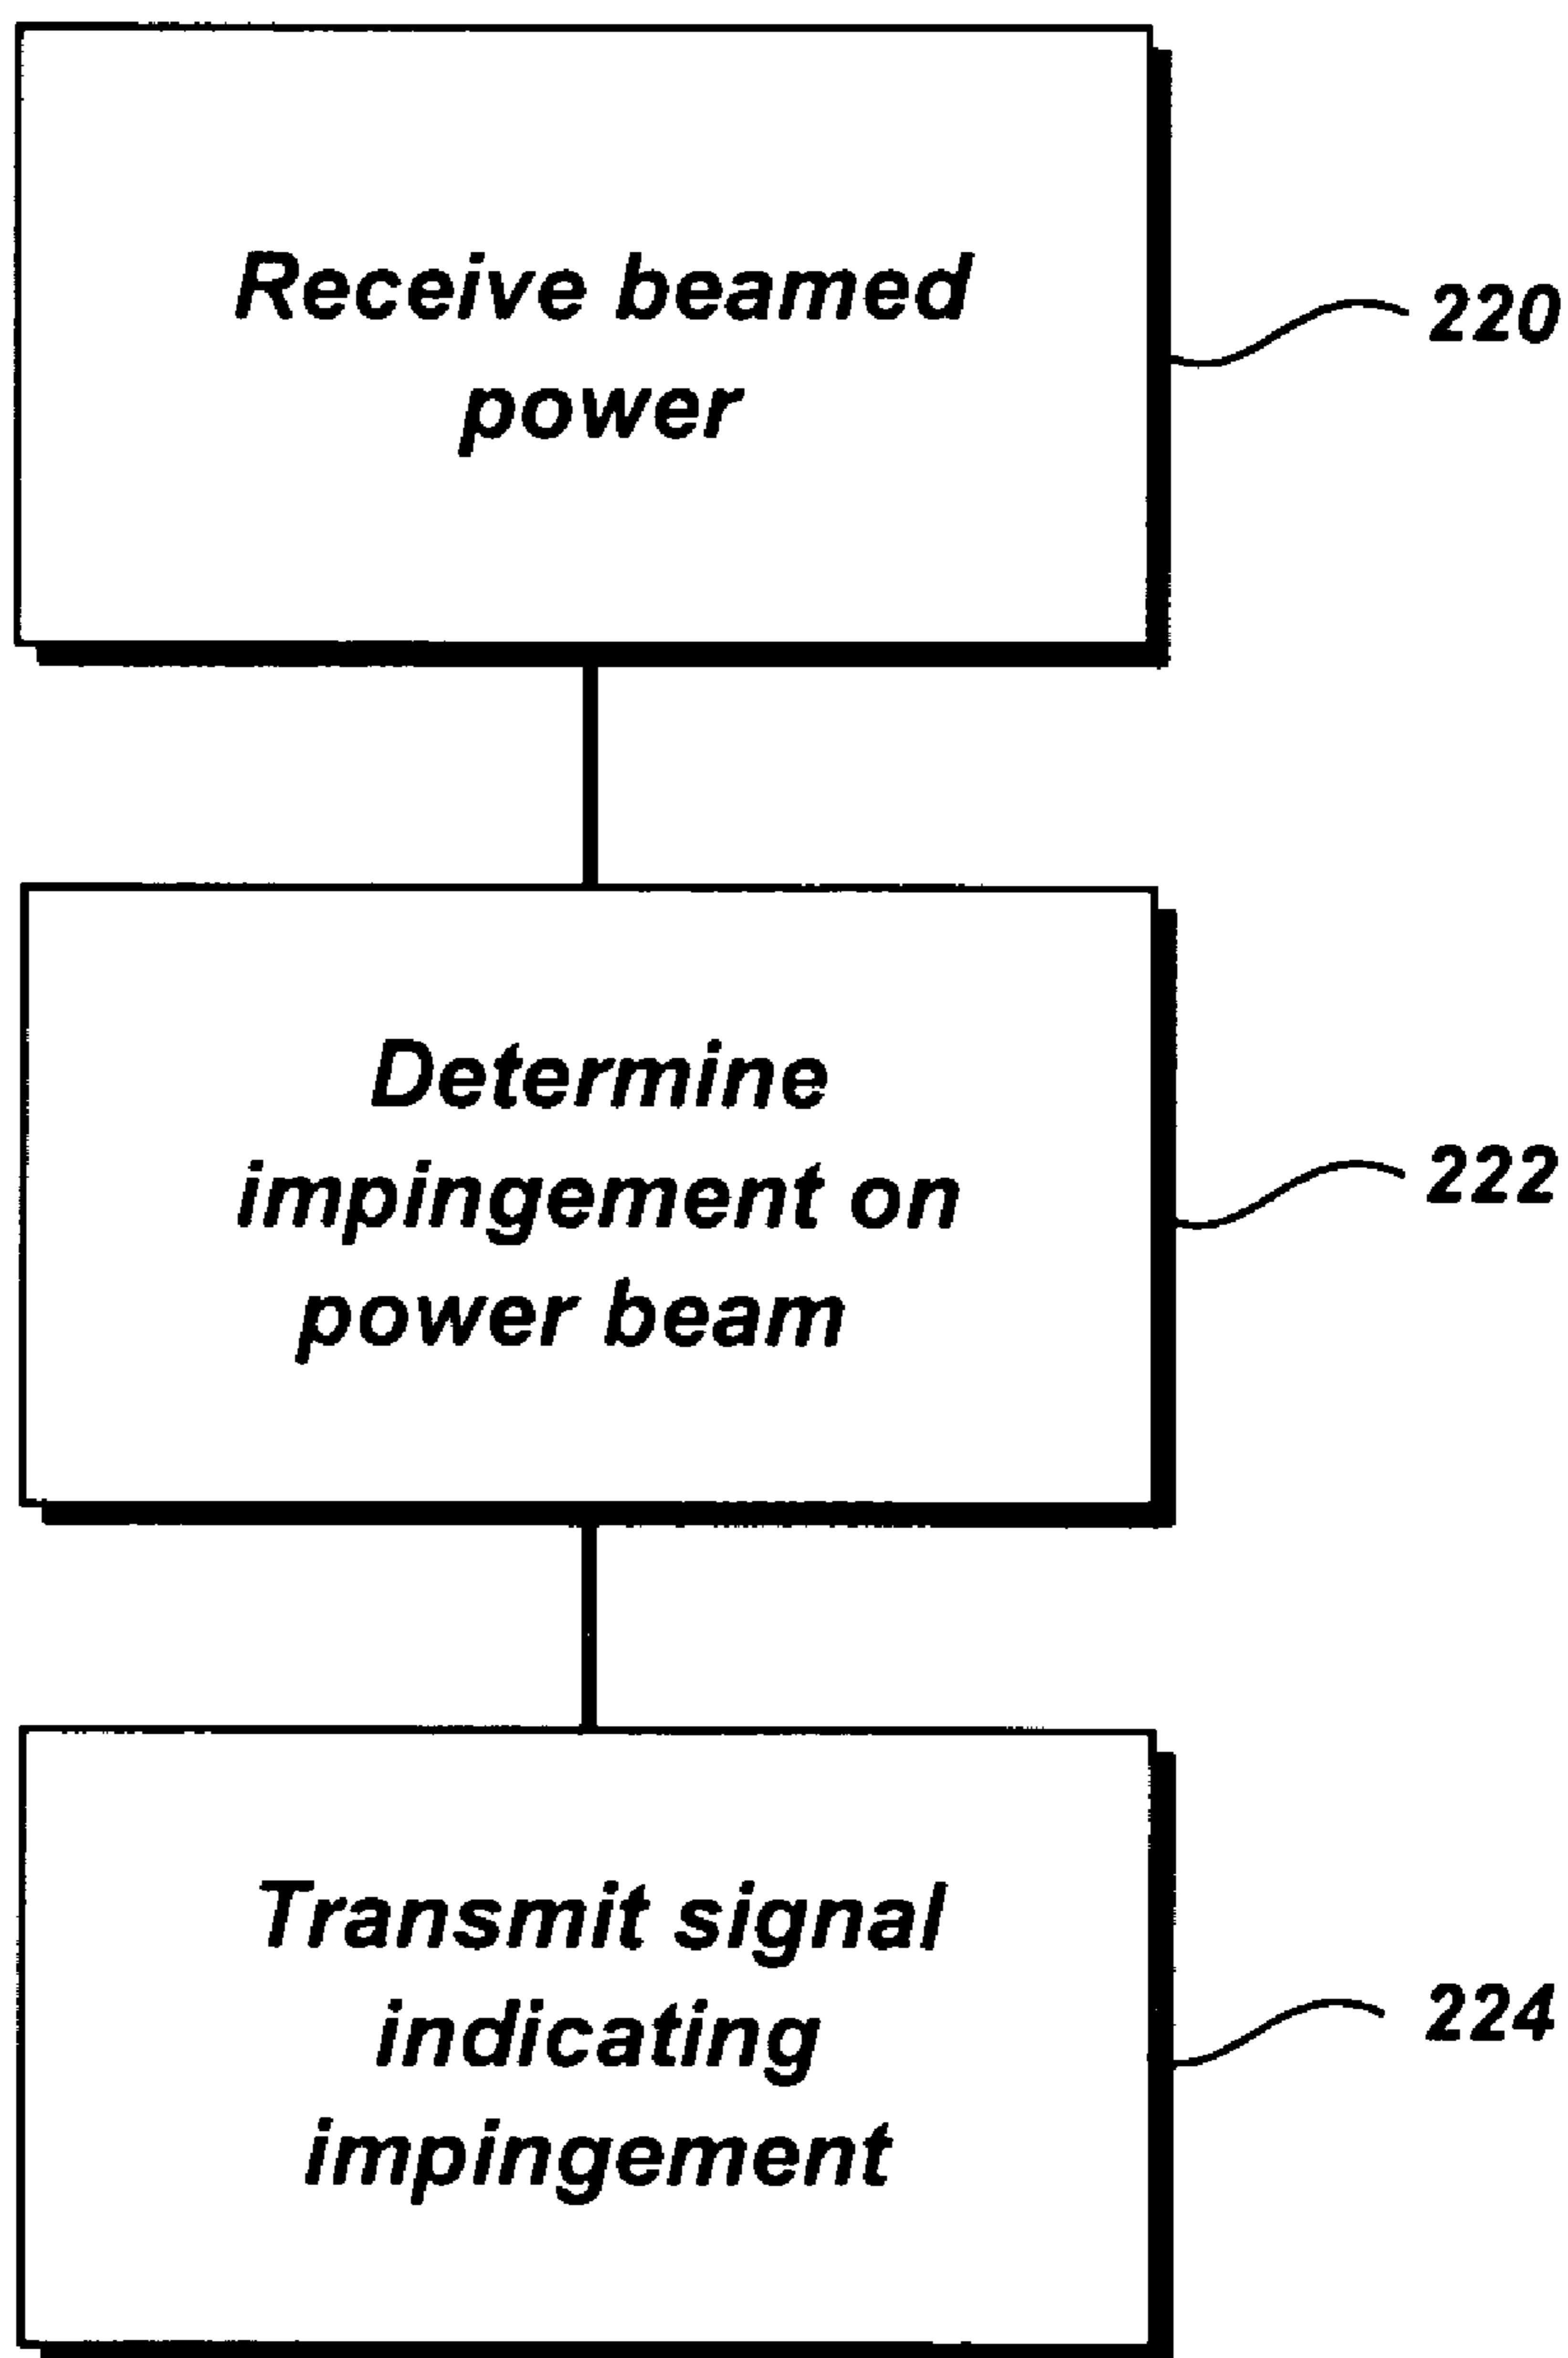 Receive beamed
power
220
Determine
impingement on
power beam
222
Transmit signal
indicating
impingement
224